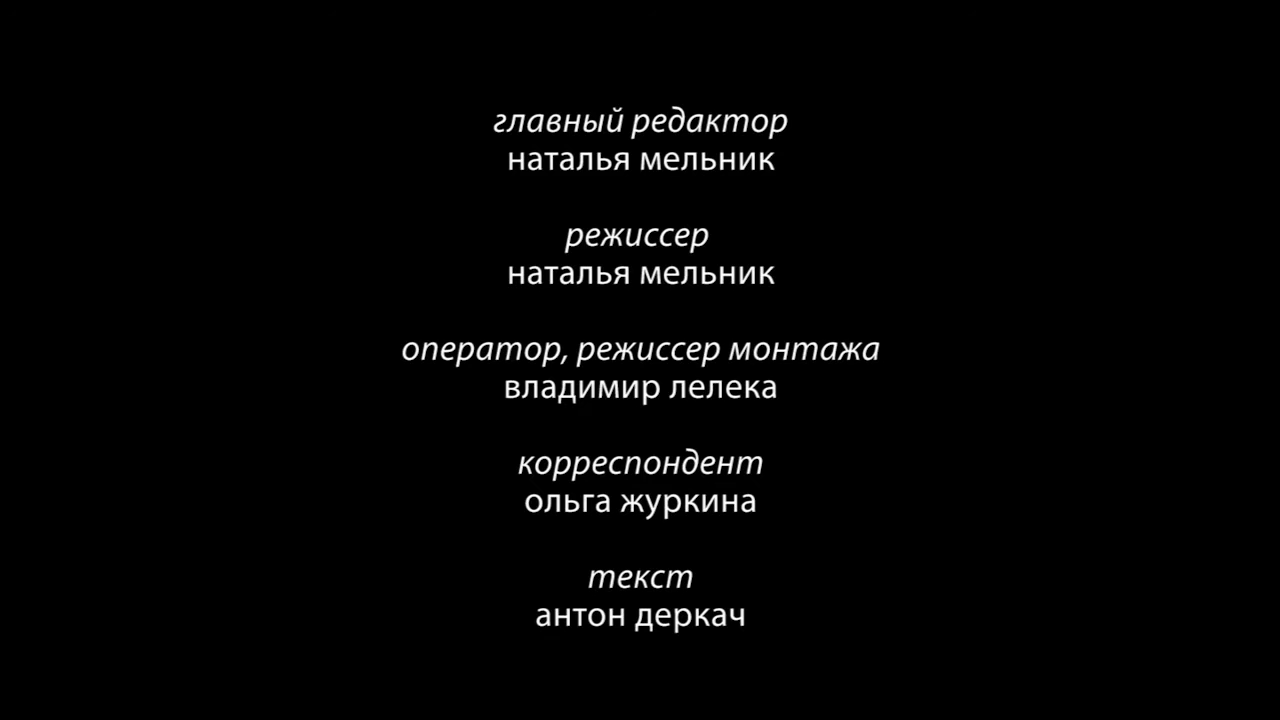 главный редактор
наталья мельник
режиссер
наталья мельник
оператор, режиссер монтажа
владимир лелека
корреспондент
ольга журкина
текст
антон деркач